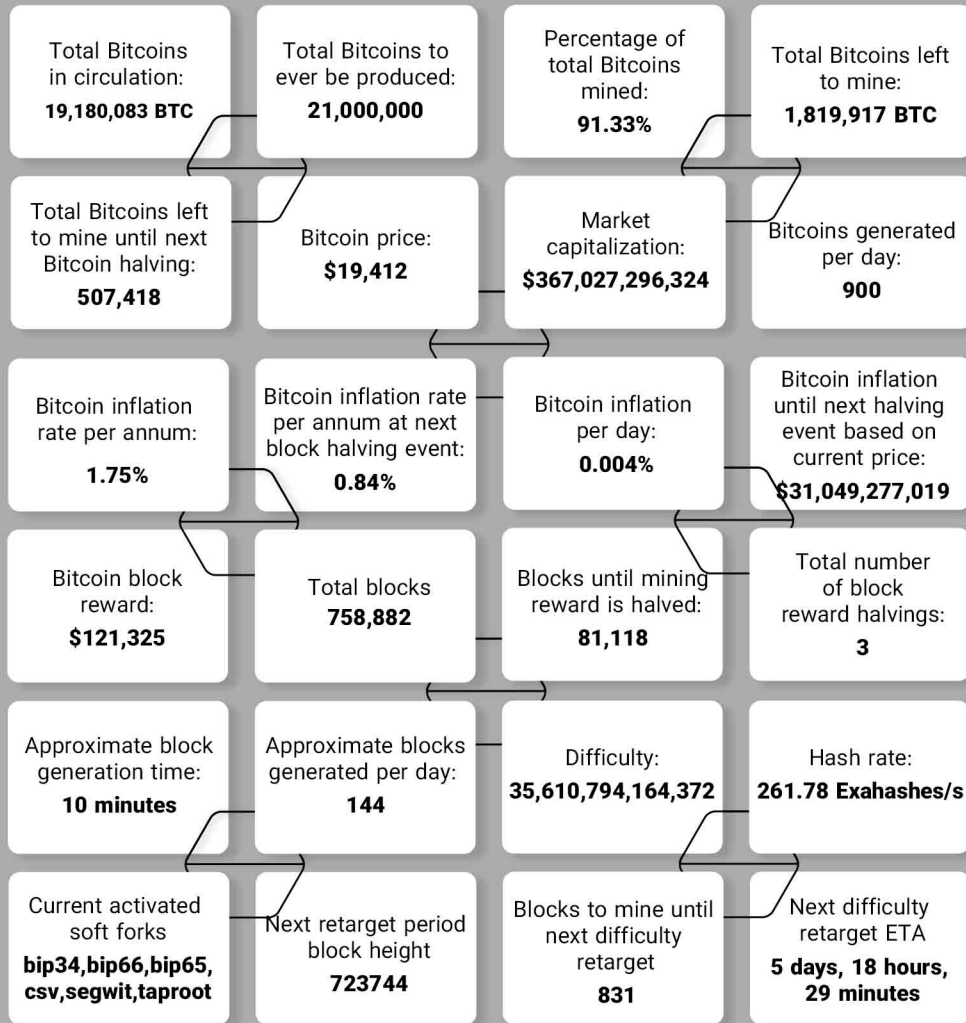 Total Bitcoins
in circulation:
19,180,083 BTC
Total Bitcoins to
ever be produced:
21,000,000
Percentage of
total Bitcoins
mined:
91.33%
Total Bitcoins left
to mine:
1,819,917 BTC
Total Bitcoins left
to mine until next
Bitcoin halving:
507,418
Bitcoin price:
$19,412
Market
capitalization:
$367,027,296,324
Bitcoins generated
per day:
900
Bitcoin inflation
rate per annum:
1.75%
Bitcoin inflation rate
per annum at next
block halving event:
0.84%
Bitcoin inflation
per day:
0.004%
Bitcoin inflation
until next halving
event based on
current price:
$31,049,277,019
Bitcoin block
reward:
$121,325
Total blocks
758,882
Blocks until mining
reward is halved:
81,118
Total number
of block
reward halvings:
3
Approximate block
generation time:
10 minutes
Approximate blocks
generated per day:
144
Difficulty:
35,610,794,164,372
Hash rate:
261.78 Exahashes/s
Current activated
soft forks
bip34,bip66,bip65,
csv,segwit,taproot
Next retarget period
block height
723744
Blocks to mine until
next difficulty
retarget
831
Next difficulty
retarget ETA
5 days, 18 hours,
29 minutes